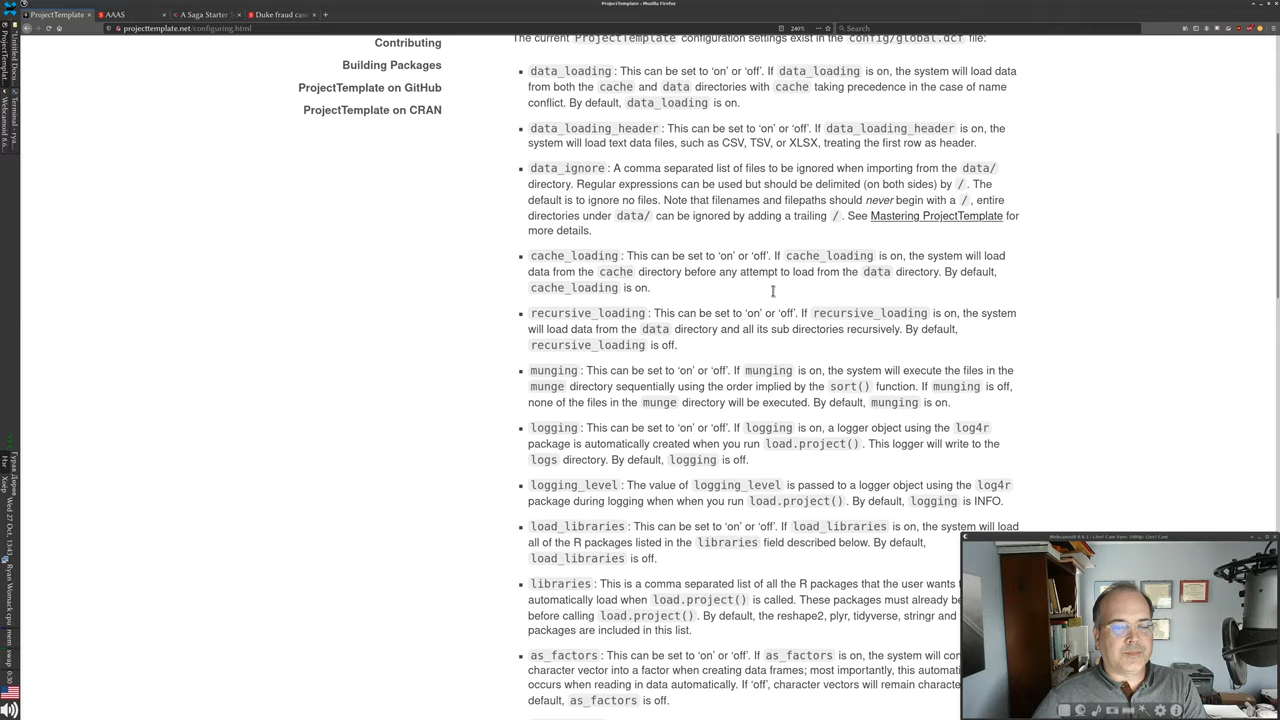 ProjectTemplate - Mozilla Firefox
ProjectTemplate
AAAS
A Saga Starter S
Duke fraud cas
projecttemplate.net/configuring.html
240%
Search
Contributing
Building Packages
ProjectTemplate on GitHub
ProjectTemplate on CRAN
ProjectTemplate configuration settings exist in the config/global.dcf file:
data_loading: This can be set to ‘on’ or ‘off’. If data_loading is on, the system will load data
from both the cache and data directories with cache taking precedence in the case of name
conflict. By default, data_loading is on.
data_loading_header: This can be set to ‘on’ or ‘off’. If data_loading_header is on, the
system will load text data files, such as CSV, TSV, or XLSX, treating the first row as header.
data_ignore: A comma separated list of files to be ignored when importing from the data/
directory. Regular expressions can be used but should be delimited (on both sides) by /. The
default is to ignore no files. Note that filenames and filepaths should never begin with a /, entire
directories under data/ can be ignored by adding a trailing /. See Mastering ProjectTemplate for
more details.
cache_loading: This can be set to ‘on’ or ‘off’. If cache_loading is on, the system will load
data from the cache directory before any attempt to load from the data directory. By default,
cache_loading is on.
recursive_loading: This can be set to ‘on’ or ‘off’. If recursive_loading is on, the system
will load data from the data directory and all its sub directories recursively. By default,
recursive_loading is off.
munging: This can be set to ‘on’ or ‘off’. If munging is on, the system will execute the files in the
munge directory sequentially using the order implied by the sort() function. If munging is off,
none of the files in the munge directory will be executed. By default, munging is on.
logging: This can be set to ‘on’ or ‘off’. If logging is on, a logger object using the log4r
package is automatically created when you run load.project(). This logger will write to the
logs directory. By default, logging is off.
logging_level: The value of logging_level is passed to a logger object using the log4r
package during logging when when you run load.project(). By default, logging is INFO.
load_libraries: This can be set to ‘on’ or ‘off’. If load_libraries is on, the system will load
all of the R packages listed in the libraries field described below. By default,
load_libraries is off.
libraries: This is a comma separated list of all the R packages that the user wants
automatically load when load.project() is called. These packages must already be
before calling load.project(). By default, the reshape2, plyr, tidyverse, stringr and
packages are included in this list.
as_factors: This can be set to ‘on’ or ‘off’. If as_factors is on, the system will con
character vector into a factor when creating data frames; most importantly, this automati
occurs when reading in data automatically. If ‘off’, character vectors will remain characte
default, as_factors is off.
Wed 27 Oct, 13:43
Ryan Womack
cpu
mem
swap
0:30